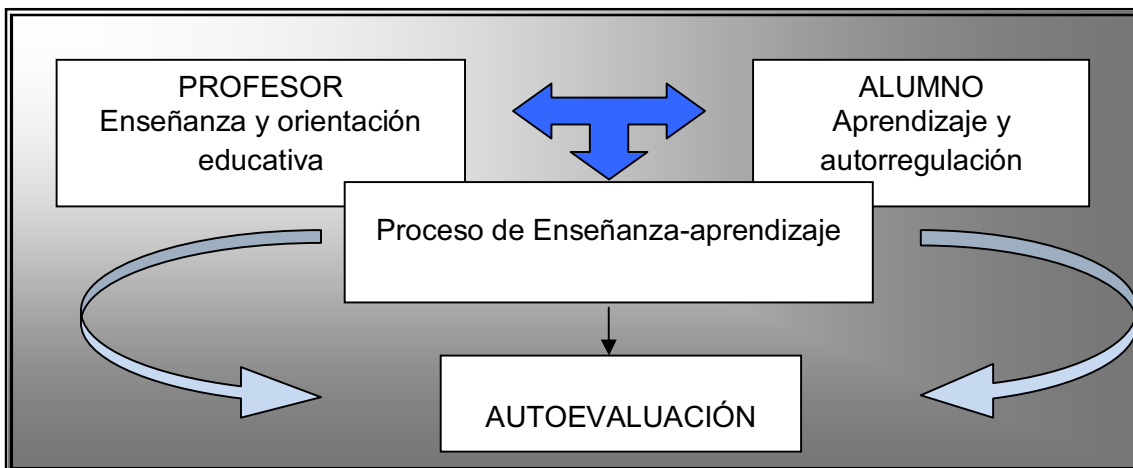 PROFESOR
Enseñanza y orientación
educativa
ALUMNO
Aprendizaje y
autorregulación
Proceso de Enseñanza-aprendizaje
AUTOEVALUACIÓN